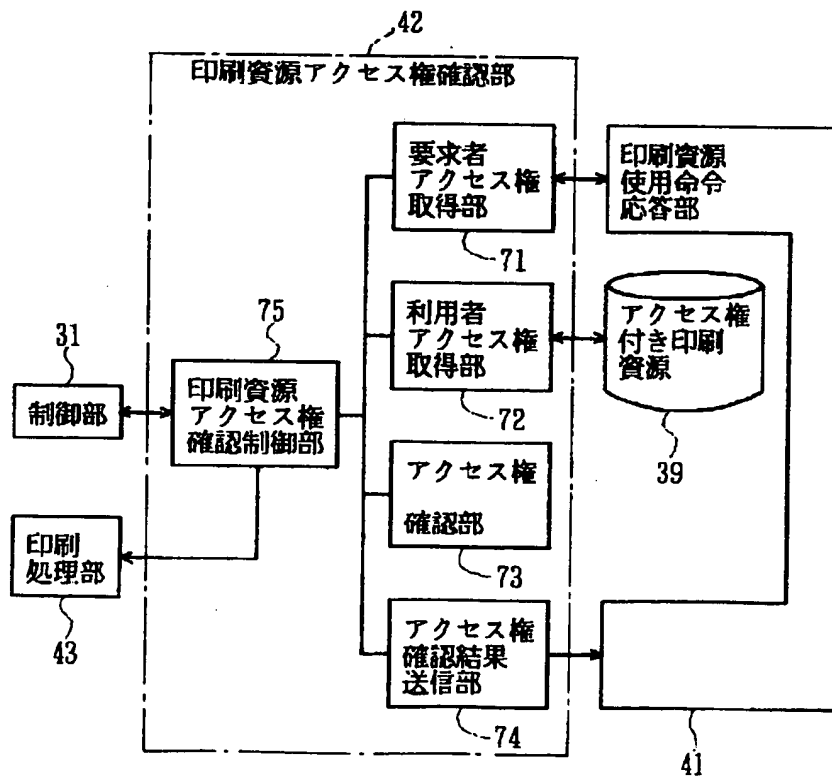 42
印刷資源アクセス権確認部
要求者
アクセス権
取得部
71
印刷資源
使用命令
応答部
75
利用者
アクセス権
取得部
72
アクセス権
付き印刷
資源
39
31
制御部
印刷資源
アクセス権
確認制御部
アクセス権
確認部
73
印刷
処理部
43
アクセス権
確認結果
送信部
74
41